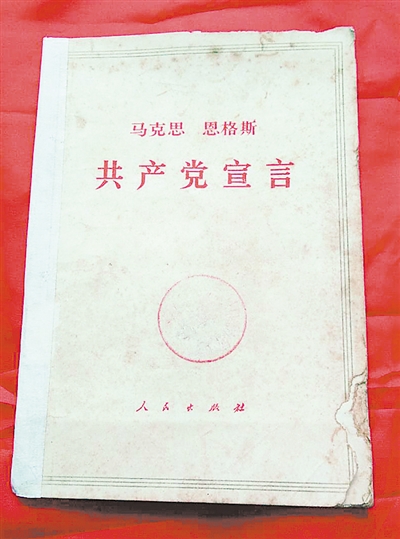 马克思 恩格斯
共产党宣言
人民出版社